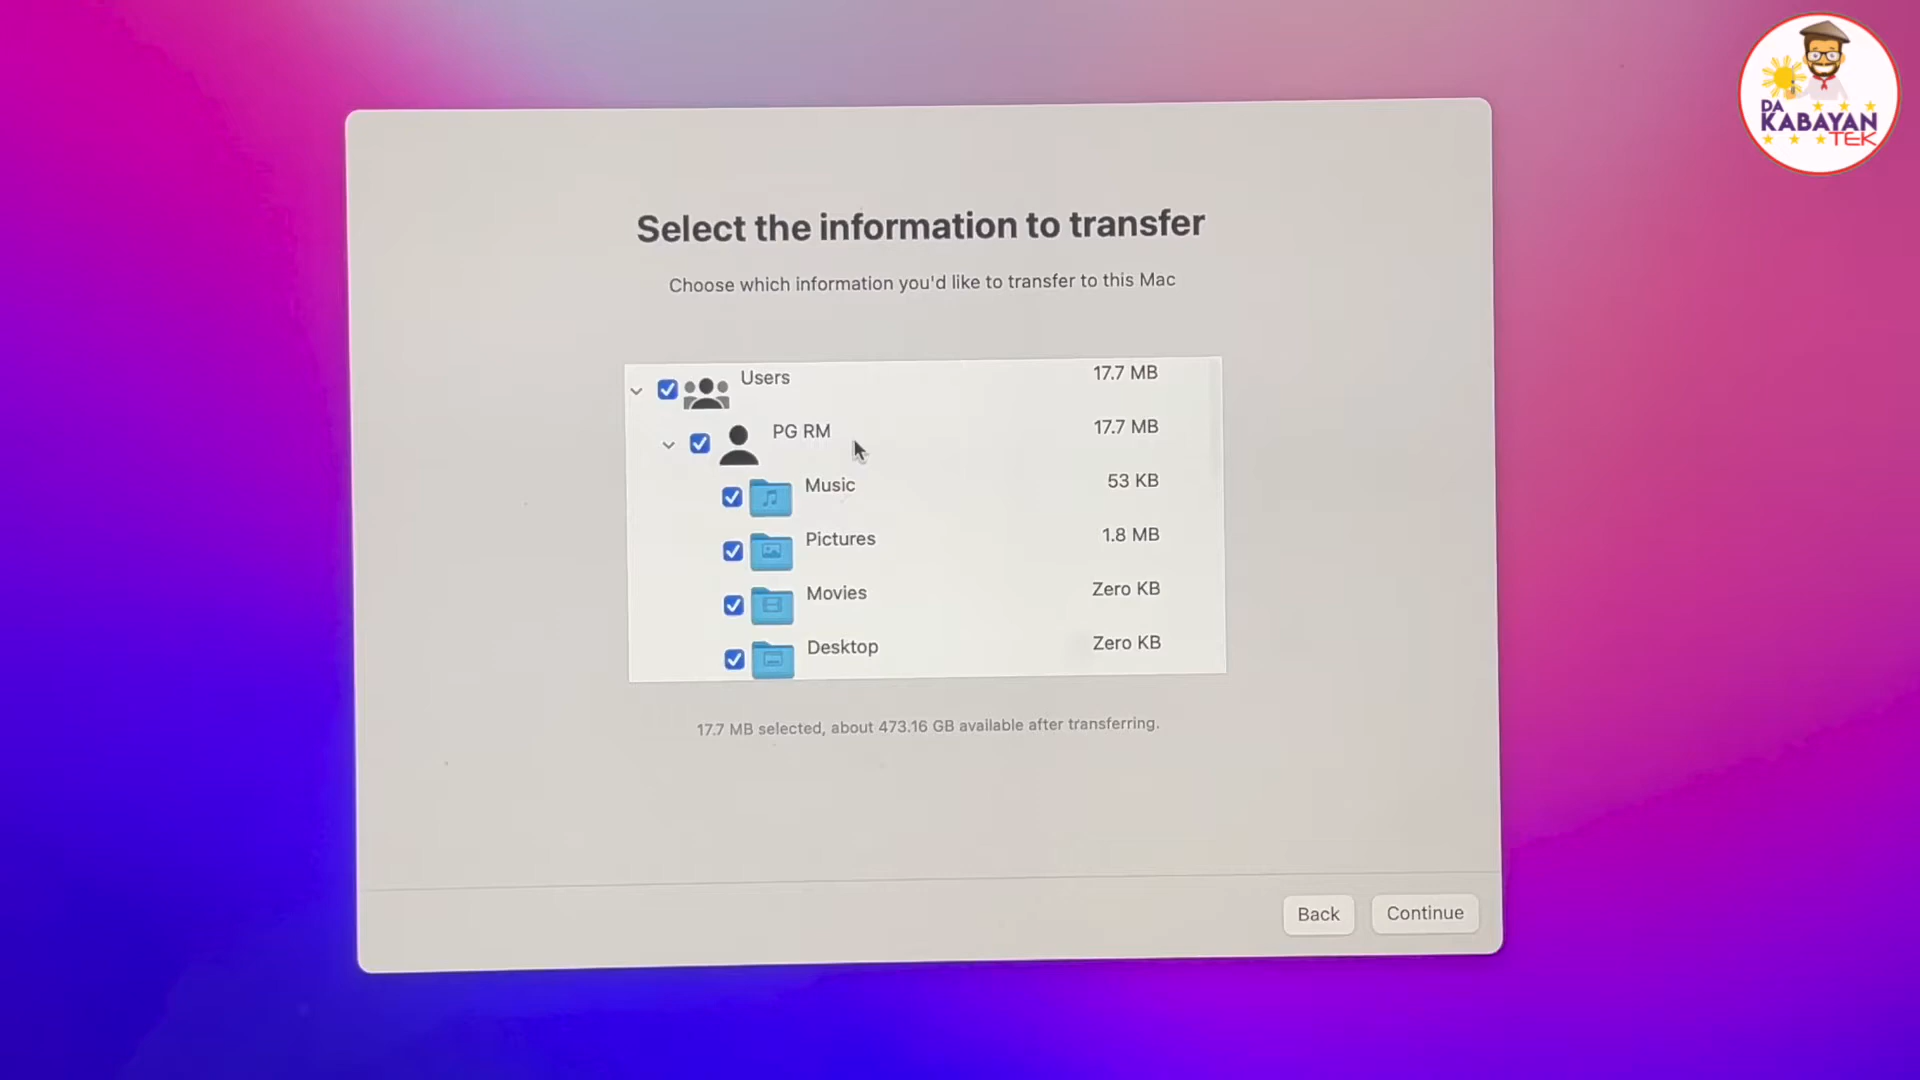 DA
KABAYAN
TEK
Select the information to transfer
Choose which information you'd like to transfer to this Mac
Users 17.7 MB
PG RM 17.7 MB
Music 53 KB
Pictures 1.8 MB
Movies Zero KB
Desktop Zero KB
17.7 MB selected, about 473.16 GB available after transferring.
Back Continue